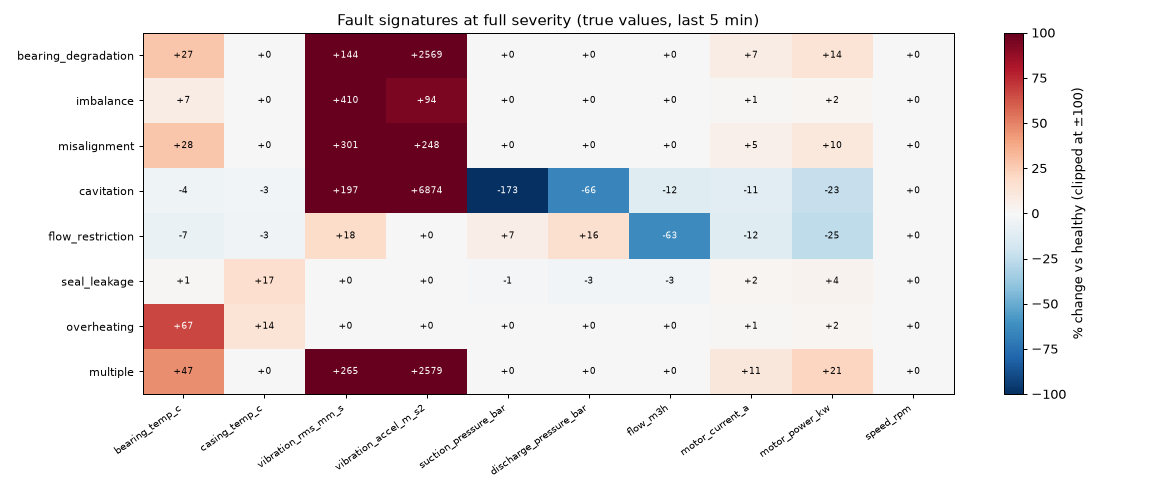 Fault signatures at full severity (true values, last 5 min)
bearing_degradation +27 +0 +144 +2569 +0 +0 +0 +7 +14 +0
imbalance +7 +0 +410 +94 +0 +0 +0 +1 +2 +0
misalignment +28 +0 +301 +248 +0 +0 +0 +5 +10 +0
cavitation -4 -3 +197 +6874 -173 -66 -12 -11 -23 +0
flow_restriction -7 -3 +18 +0 +7 +16 -63 -12 -25 +0
seal_leakage +1 +17 +0 +0 -1 -3 -3 +2 +4 +0
overheating +67 +14 +0 +0 +0 +0 +0 +1 +2 +0
multiple +47 +0 +265 +2579 +0 +0 +0 +11 +21 +0
bearing_temp_c
casing_temp_c
vibration_rms_mm_s
vibration_accel_m_s2
suction_pressure_bar
discharge_pressure_bar
flow_m3h
motor_current_a
motor_power_kw
speed_rpm
100
75
50
25
0
−25
−50
−75
−100
% change vs healthy (clipped at ±100)